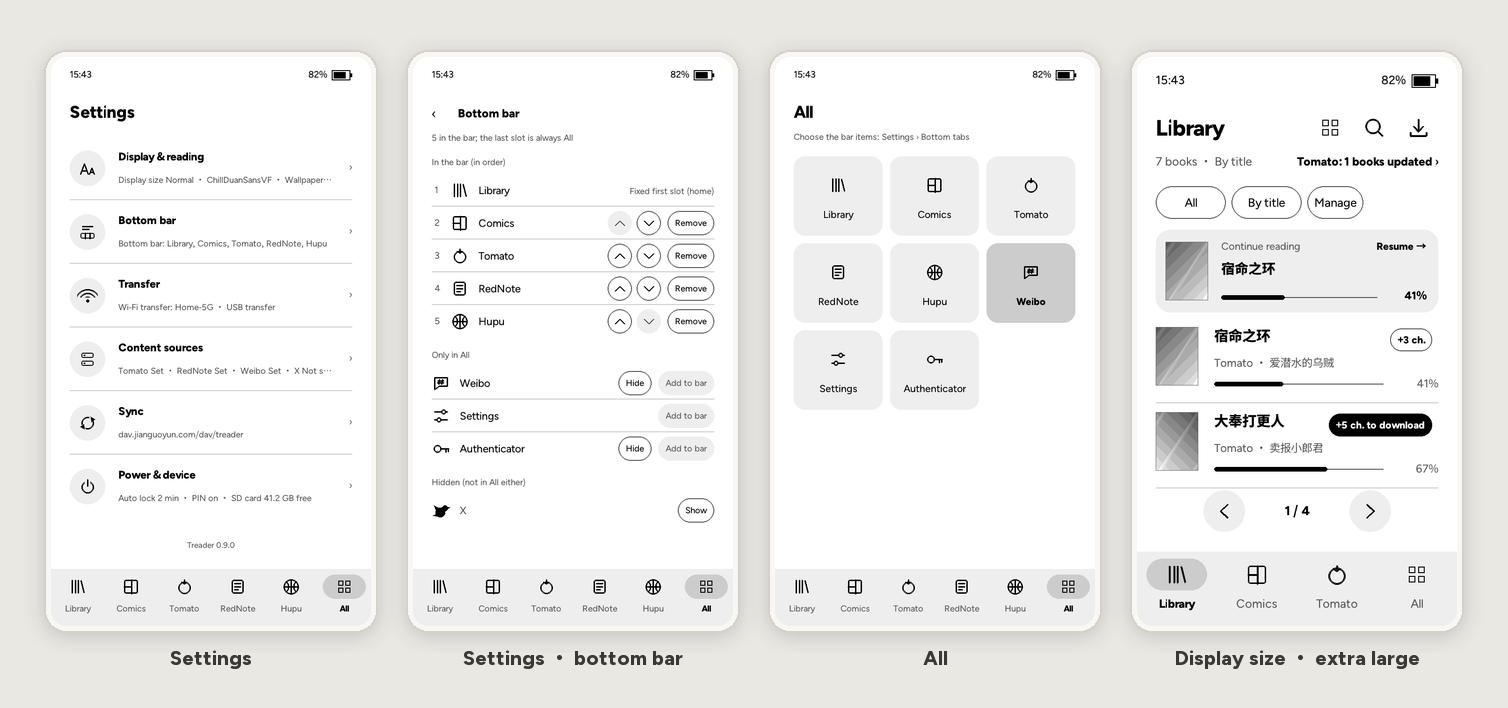 15:43
82%
Settings
Display & reading
Display size Normal • ChillDuanSansVF • Wallpaper···
›
Bottom bar
Bottom bar: Library, Comics, Tomato, RedNote, Hupu
›
Transfer
Wi-Fi transfer: Home-5G • USB transfer
›
Content sources
Tomato Set • RedNote Set • Weibo Set • X Not s···
›
Sync
dav.jianguoyun.com/dav/treader
›
Power & device
Auto lock 2 min • PIN on • SD card 41.2 GB free
›
Treader 0.9.0
Library Comics Tomato RedNote Hupu All
Settings
15:43
82%
‹ Bottom bar
5 in the bar; the last slot is always All
In the bar (in order)
1 Library Fixed first slot (home)
2 Comics Remove
3 Tomato Remove
4 RedNote Remove
5 Hupu Remove
Only in All
Weibo Hide Add to bar
Settings Add to bar
Authenticator Hide Add to bar
Hidden (not in All either)
X Show
Library Comics Tomato RedNote Hupu All
Settings • bottom bar
15:43
82%
All
Choose the bar items: Settings › Bottom tabs
Library Comics Tomato
RedNote Hupu Weibo
Settings Authenticator
Library Comics Tomato RedNote Hupu All
All
15:43
82%
Library
7 books • By title Tomato: 1 books updated ›
All By title Manage
Continue reading Resume →
宿命之环
41%
宿命之环 +3 ch.
Tomato • 爱潜水的乌贼
41%
大奉打更人 +5 ch. to download
Tomato • 卖报小郎君
67%
1 / 4
Library Comics Tomato All
Display size • extra large